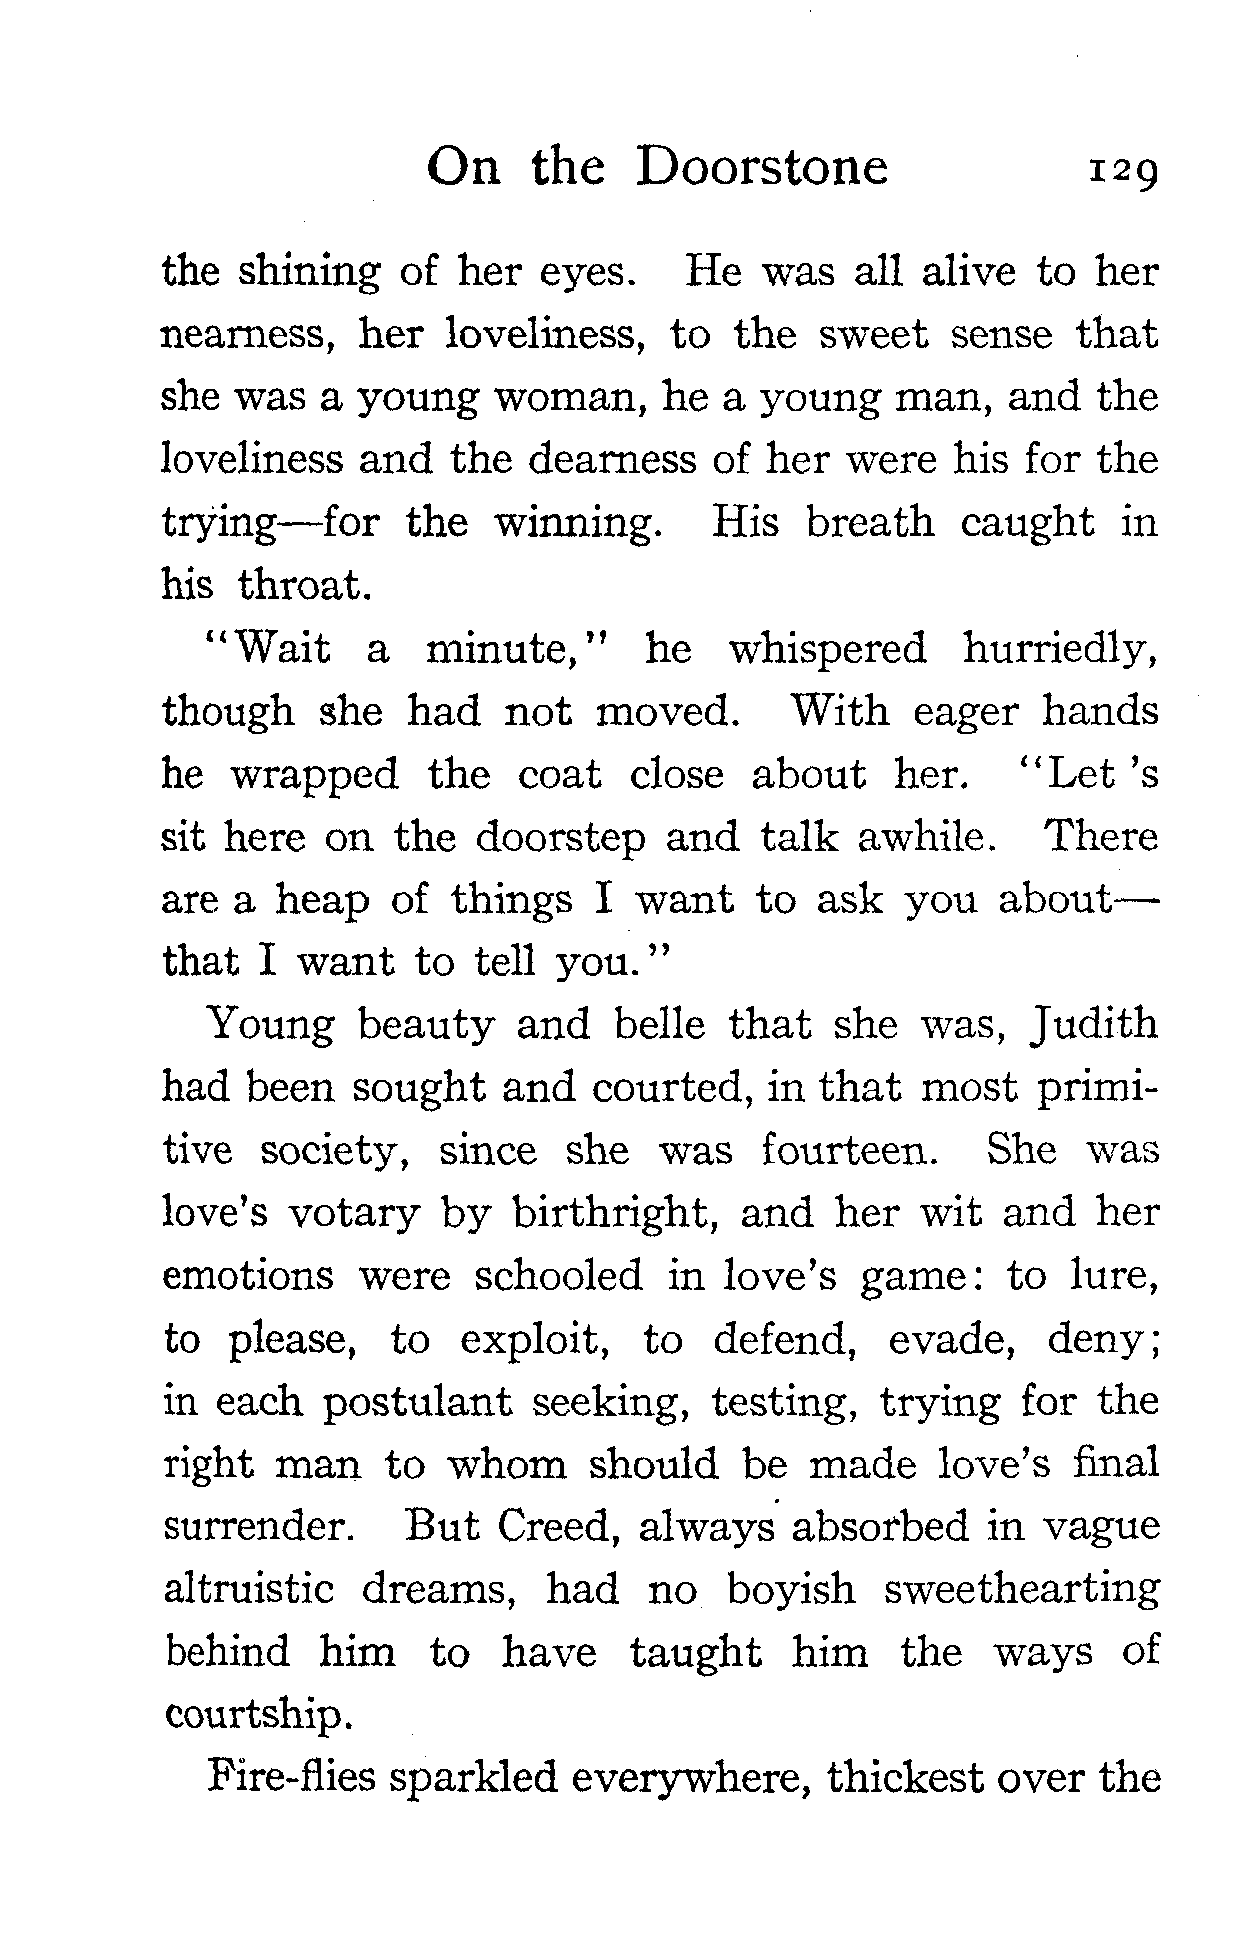 On the Doorstone 129
the shining of her eyes. He was all alive to her
nearness, her loveliness, to the sweet sense that
she was a young woman, he a young man, and the
loveliness and the dearness of her were his for the
trying—for the winning. His breath caught in
his throat.
"Wait a minute," he whispered hurriedly,
though she had not moved. With eager hands
he wrapped the coat close about her. "Let 's
sit here on the doorstep and talk awhile. There
are a heap of things I want to ask you about—
that I want to tell you."
Young beauty and belle that she was, Judith
had been sought and courted, in that most primi-
tive society, since she was fourteen. She was
love's votary by birthright, and her wit and her
emotions were schooled in love's game: to lure,
to please, to exploit, to defend, evade, deny;
in each postulant seeking, testing, trying for the
right man to whom should be made love's final
surrender. But Creed, always absorbed in vague
altruistic dreams, had no boyish sweethearting
behind him to have taught him the ways of
courtship.
Fire-flies sparkled everywhere, thickest over the